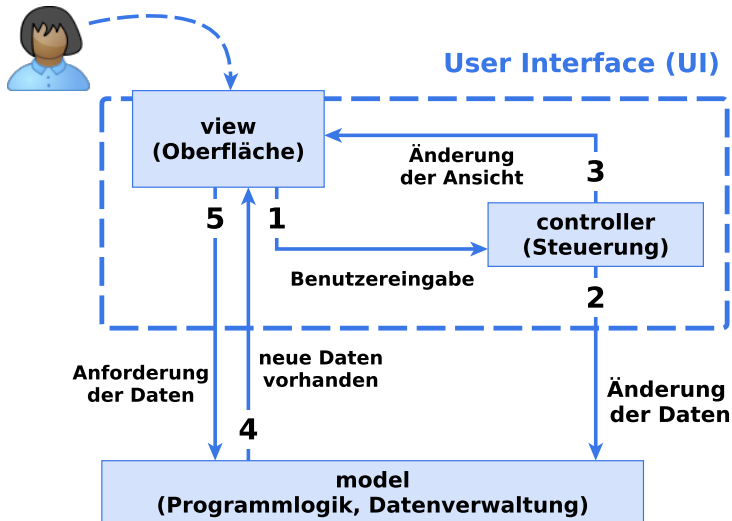 User Interface (UI)
view
(Oberfläche)
Änderung
der Ansicht
3
5
1
controller
(Steuerung)
Benutzereingabe
2
Anforderung
der Daten
neue Daten
vorhanden
4
Änderung
der Daten
model
(Programmlogik, Datenverwaltung)